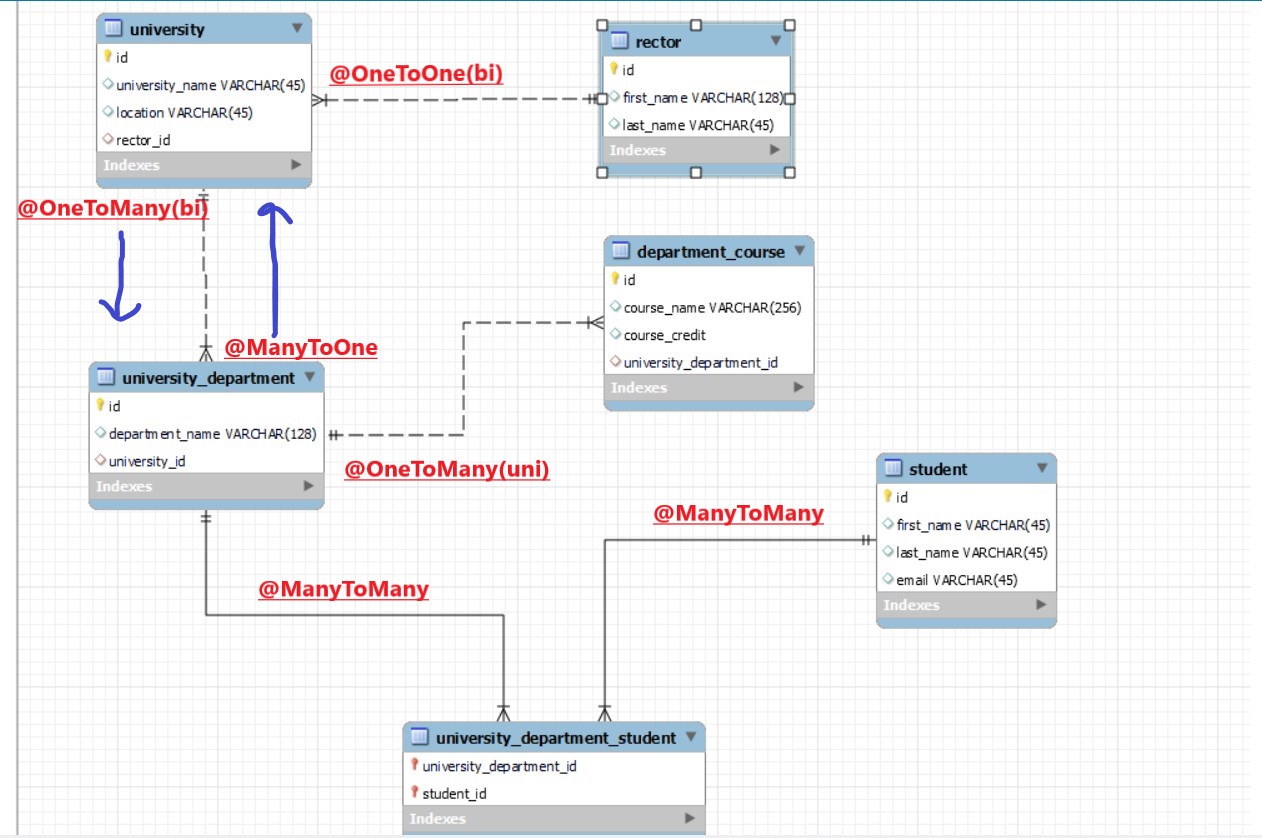 university
id
university_name VARCHAR(45)
location VARCHAR(45)
rector_id
Indexes
@OneToOne(bi)
rector
id
first_name VARCHAR(128)
last_name VARCHAR(45)
Indexes
@OneToMany(bi)
@ManyToOne
department_course
id
course_name VARCHAR(256)
course_credit
university_department_id
Indexes
university_department
id
department_name VARCHAR(128)
university_id
Indexes
@OneToMany(uni)
student
id
first_name VARCHAR(45)
last_name VARCHAR(45)
email VARCHAR(45)
Indexes
@ManyToMany
@ManyToMany
university_department_student
university_department_id
student_id
Indexes